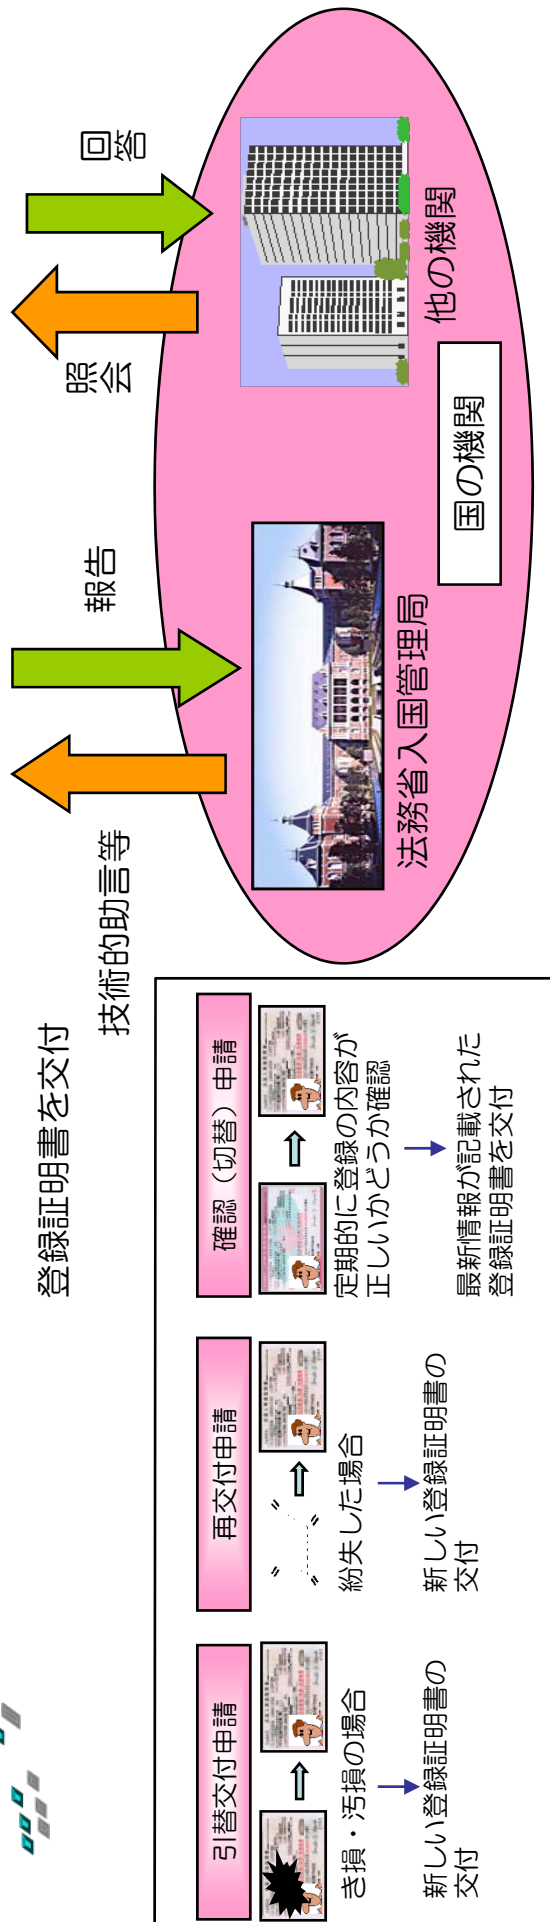 登録証明書を交付
技術的助言等
報告
照会
回答
引替交付申請
き損・汚損の場合
新しい登録証明書の
交付
再交付申請
紛失した場合
新しい登録証明書の
交付
確認（切替）申請
定期的に登録の内容が
正しいかどうか確認
最新情報が記載された
登録証明書を交付
法務省入国管理局
他の機関
国の機関